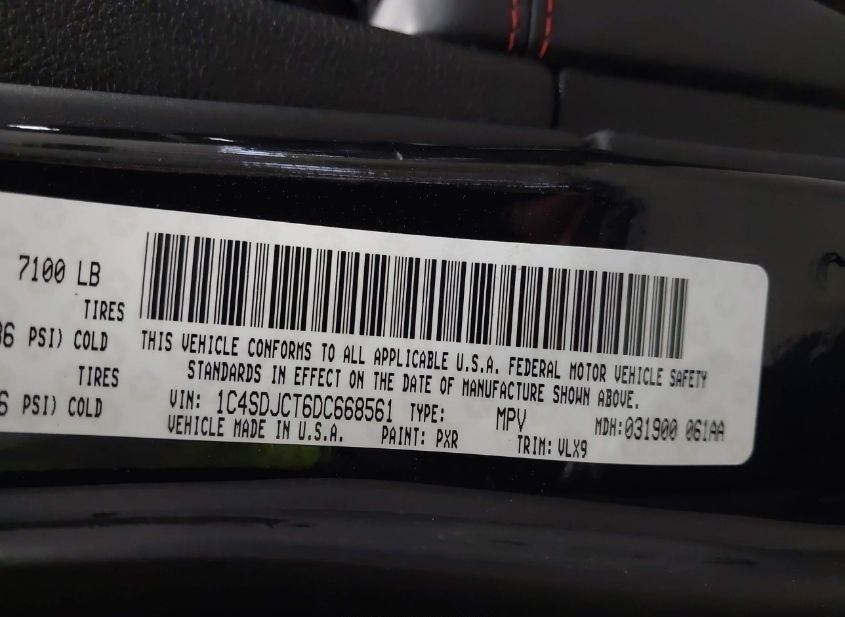 7100 LB
TIRES
36 PSI) COLD
TIRES
6 PSI) COLD
THIS VEHICLE CONFORMS TO ALL APPLICABLE U.S.A. FEDERAL MOTOR VEHICLE SAFETY
STANDARDS IN EFFECT ON THE DATE OF MANUFACTURE SHOWN ABOVE.
VIN: 1C4SDJCT6DC668561 TYPE: MPV MDH:031900 061AA
VEHICLE MADE IN U.S.A. PAINT: PXR TRIM: VLX9